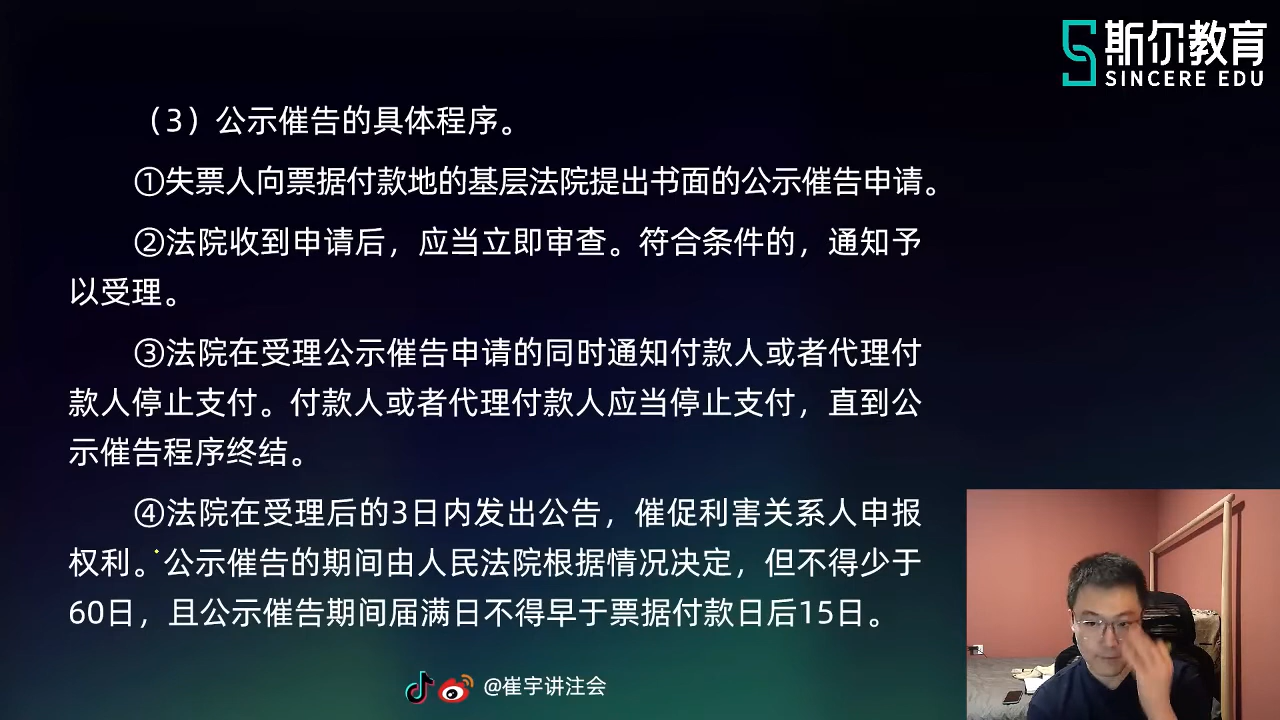 斯尔教育
SINCERE EDU
（3）公示催告的具体程序。
①失票人向票据付款地的基层法院提出书面的公示催告申请。
②法院收到申请后，应当立即审查。符合条件的，通知予
以受理。
③法院在受理公示催告申请的同时通知付款人或者代理付
款人停止支付。付款人或者代理付款人应当停止支付，直到公
示催告程序终结。
④法院在受理后的3日内发出公告，催促利害关系人申报
权利。公示催告的期间由人民法院根据情况决定，但不得少于
60日，且公示催告期间届满日不得早于票据付款日后15日。
@崔宇讲注会